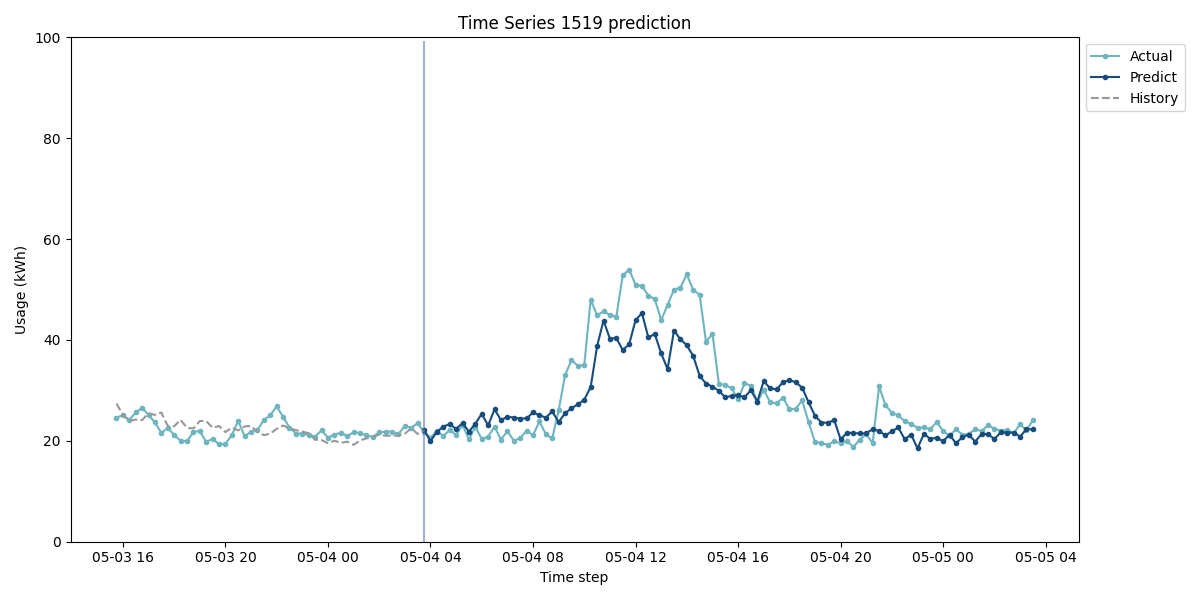 Time Series 1519 prediction
100
80
60
40
20
0
Usage (kWh)
05-03 16
05-03 20
05-04 00
05-04 04
05-04 08
05-04 12
05-04 16
05-04 20
05-05 00
05-05 04
Time step
Actual
Predict
History